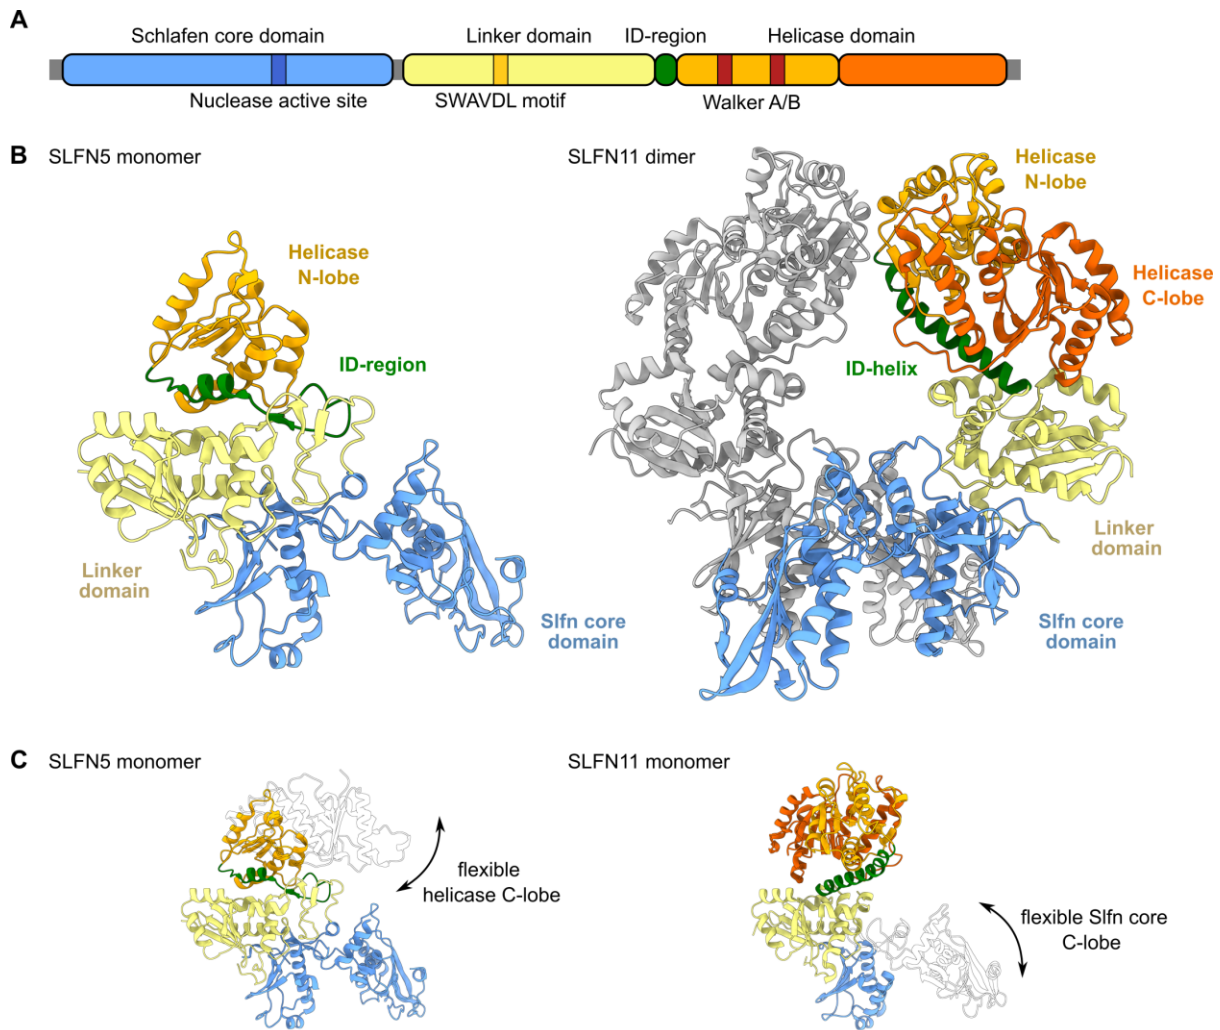 A
Schlafen core domain
Linker domain
ID-region
Helicase domain
Nuclease active site
SWAVDL motif
Walker A/B
B
SLFN5 monomer
SLFN11 dimer
Helicase
N-lobe
ID-region
Linker
domain
Slfn core
domain
Helicase
N-lobe
Helicase
C-lobe
ID-helix
Linker
domain
Slfn core
domain
C
SLFN5 monomer
SLFN11 monomer
flexible
helicase C-lobe
flexible Slfn core
C-lobe